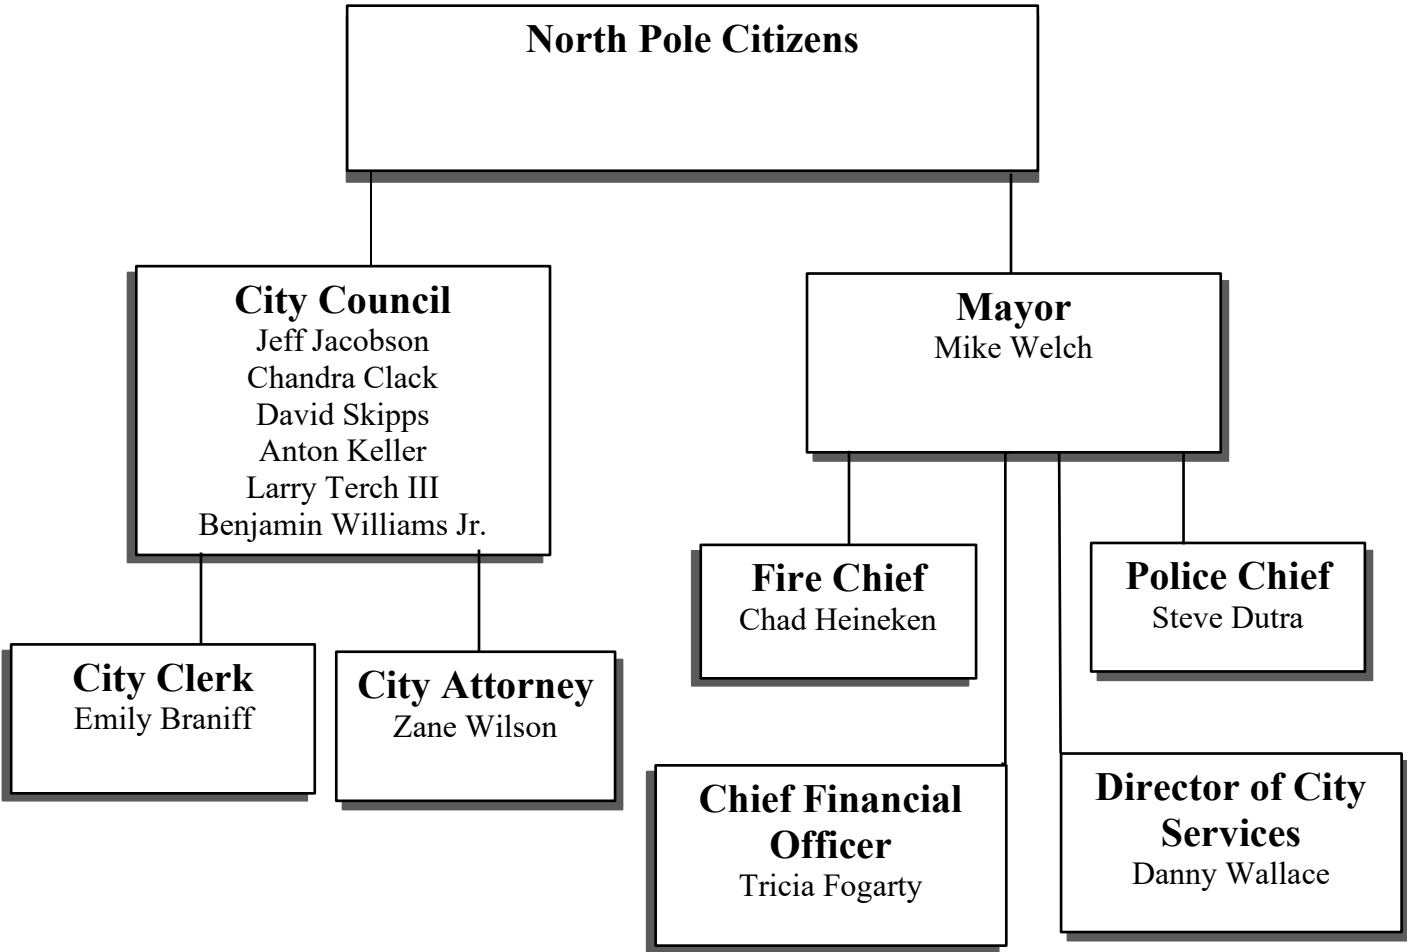 North Pole Citizens
City Council
Jeff Jacobson
Chandra Clack
David Skipps
Anton Keller
Larry Terch III
Benjamin Williams Jr.
Mayor
Mike Welch
Fire Chief
Chad Heineken
Police Chief
Steve Dutra
City Clerk
Emily Braniff
City Attorney
Zane Wilson
Chief Financial
Officer
Tricia Fogarty
Director of City
Services
Danny Wallace